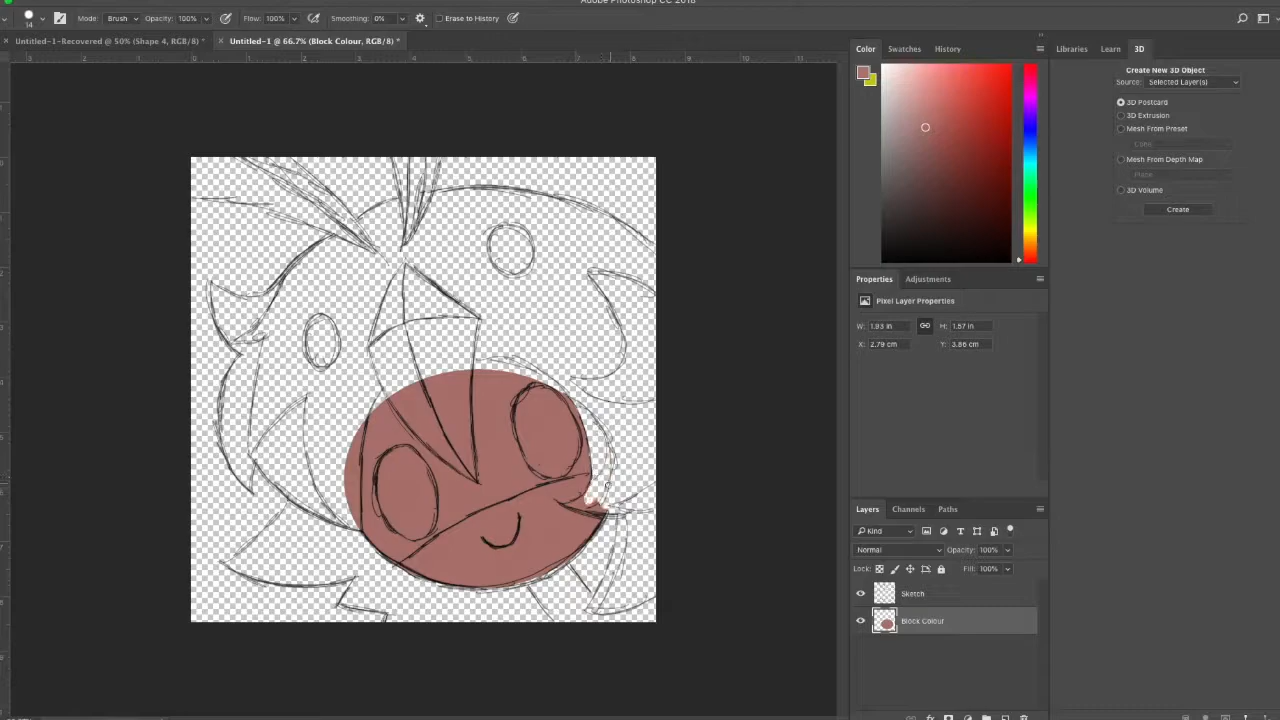 Adobe Photoshop CC 2018
14 Mode: Brush Opacity: 100% Flow: 100% Smoothing: 0% Erase to History
Untitled-1-Recovered @ 50% (Shape 4, RGB/8) * Untitled-1 @ 66.7% (Block Colour, RGB/8) *
Color Swatches History
Libraries Learn 3D
Create New 3D Object
Source: Selected Layer(s)
3D Postcard
3D Extrusion
Mesh From Preset
Cone
Mesh From Depth Map
Plane
3D Volume
Create
Properties Adjustments
Pixel Layer Properties
W: 1.93 in H: 1.57 in
X: 2.79 cm Y: 3.86 cm
Layers Channels Paths
Kind
Normal Opacity: 100%
Lock: Fill: 100%
Sketch
Block Colour